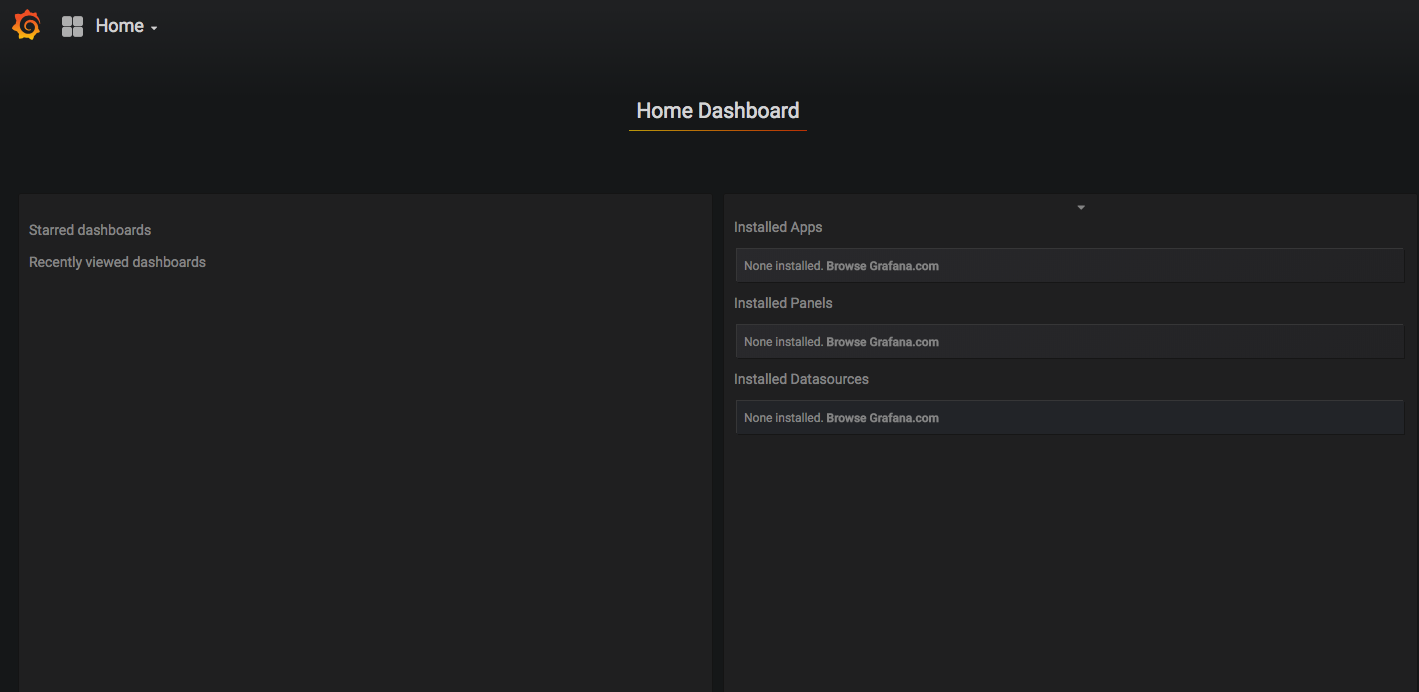 Home
Home Dashboard
Starred dashboards
Recently viewed dashboards
Installed Apps
None installed. Browse Grafana.com
Installed Panels
None installed. Browse Grafana.com
Installed Datasources
None installed. Browse Grafana.com